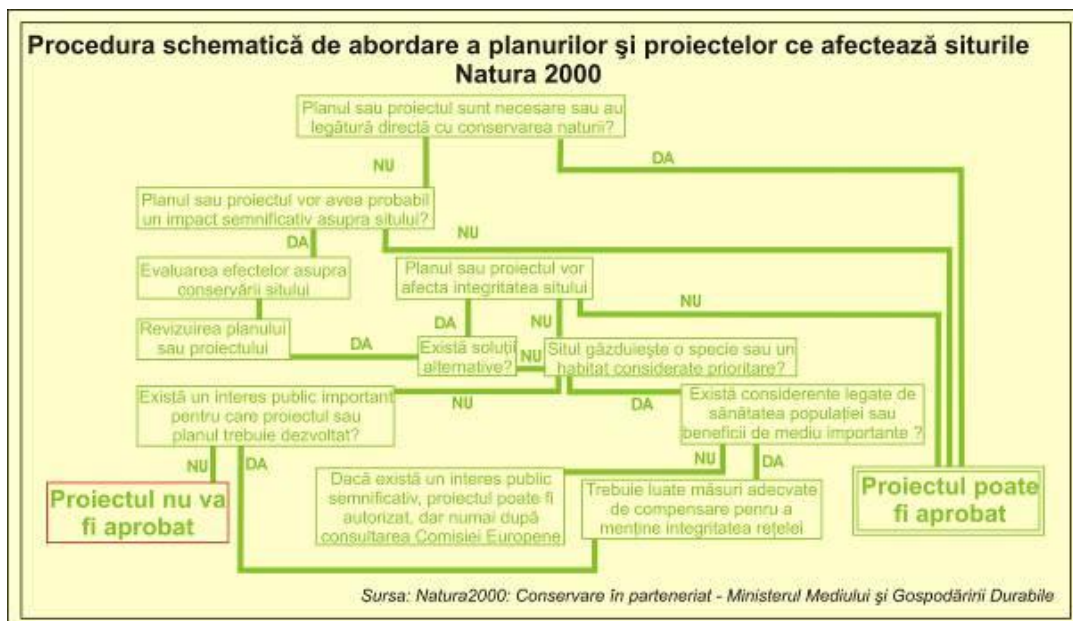 Procedura schematică de abordare a planurilor şi proiectelor ce afectează siturile
Natura 2000
Planul sau proiectul sunt necesare sau au
legătură directă cu conservarea naturii?
NU
DA
Planul sau proiectul vor avea probabil
un impact semnificativ asupra sitului?
NU
DA
Evaluarea efectelor asupra
conservării sitului
Planul sau proiectul vor
afecta integritatea sitului
NU
DA
NU
Revizuirea planului
sau proiectului
DA
Există soluţii
alternative?
NU
Situl găzduieşte o specie sau un
habitat considerate prioritare?
NU
DA
Există un interes public important
pentru care proiectul sau
planul trebuie dezvoltat?
Există considerente legate de
sănătatea populaţiei sau
beneficii de mediu importante ?
NU
DA
NU
DA
Proiectul nu va
fi aprobat
Dacă există un interes public
semnificativ, proiectul poate fi
autorizat, dar numai după
consultarea Comisiei Europene
Trebuie luate măsuri adecvate
de compensare penru a
menţine integritatea reţelei
Proiectul poate
fi aprobat
Sursa: Natura2000: Conservare în parteneriat - Ministerul Mediului şi Gospodăririi Durabile